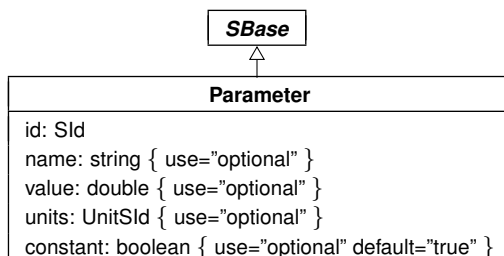 SBase
Parameter
id: SId
name: string { use=”optional” }
value: double { use=”optional” }
units: UnitSId { use=”optional” }
constant: boolean { use=”optional” default=”true” }